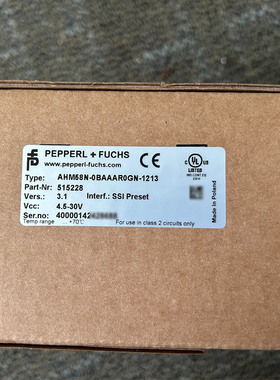 PEPPERL + FUCHS
www.pepperl-fuchs.com
Type: AHM58N-0BAAAR0GN-1213
Part-Nr: 515228
Vers.: 3.1 Interf.: SSI Preset
Vcc: 4.5-30V
Ser.no: 40000142
Temp range ... +70°C For use in class 2 circuits only
UL
LISTED
Made in Poland